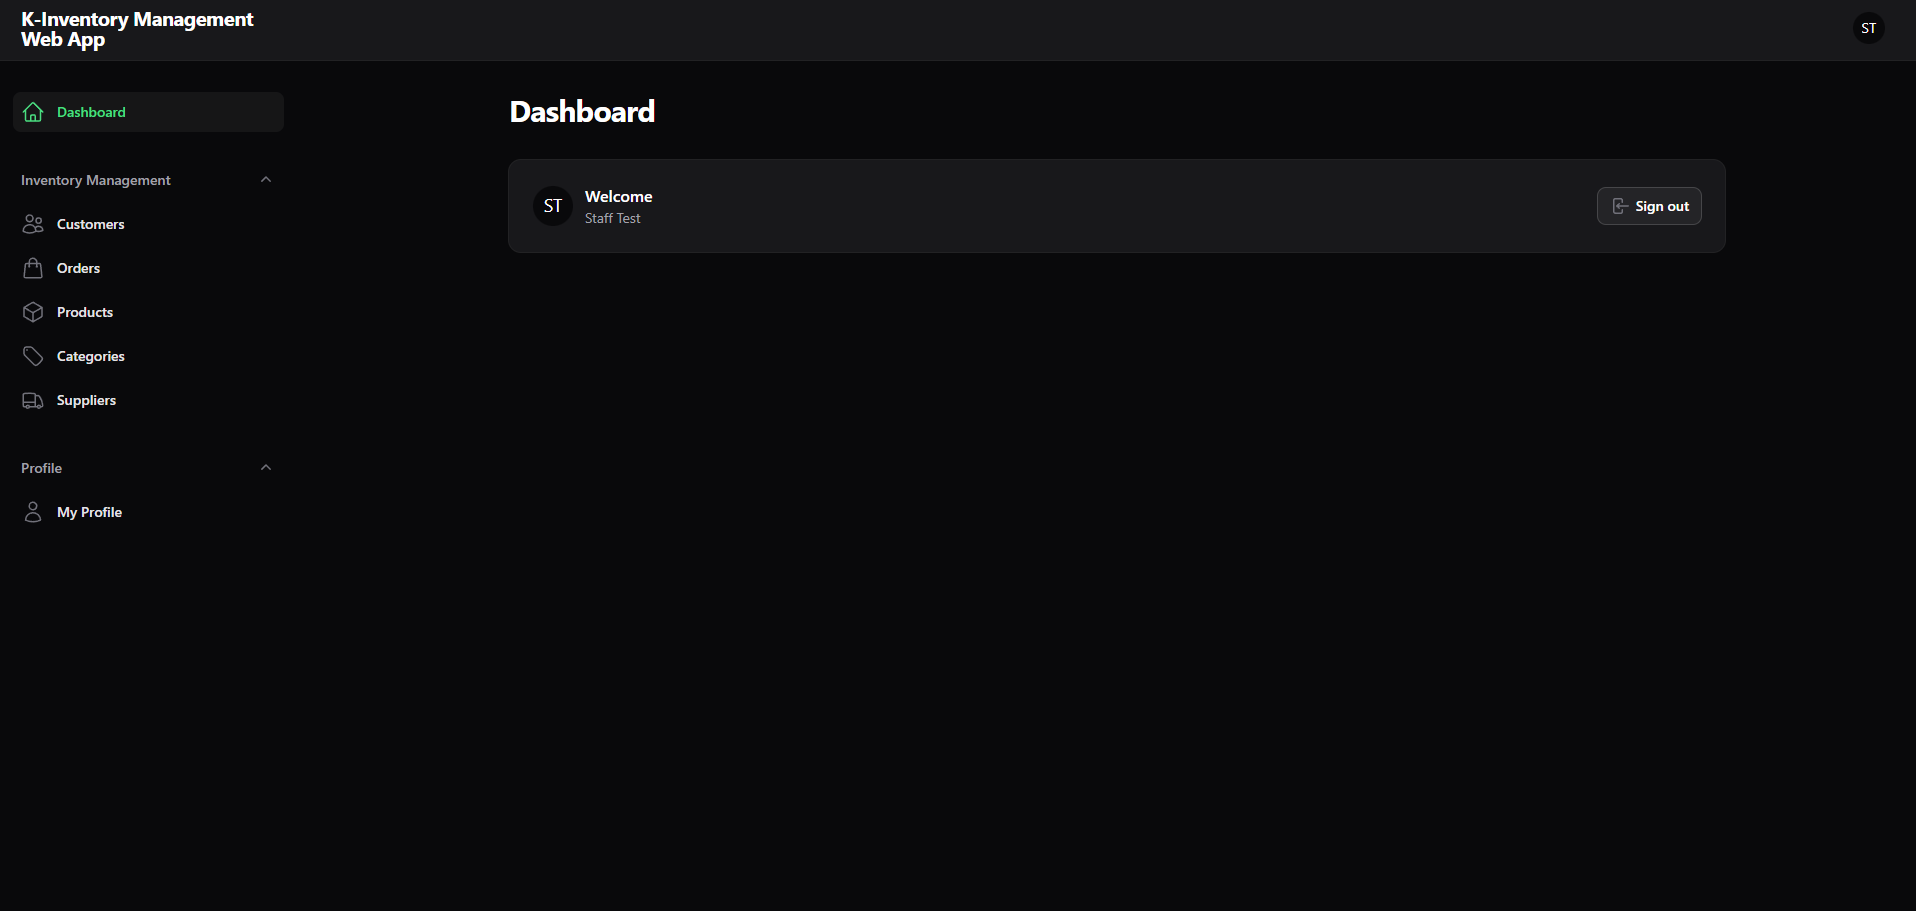 K-Inventory Management
Web App
ST
Dashboard
Inventory Management
Customers
Orders
Products
Categories
Suppliers
Profile
My Profile
Dashboard
ST
Welcome
Staff Test
Sign out